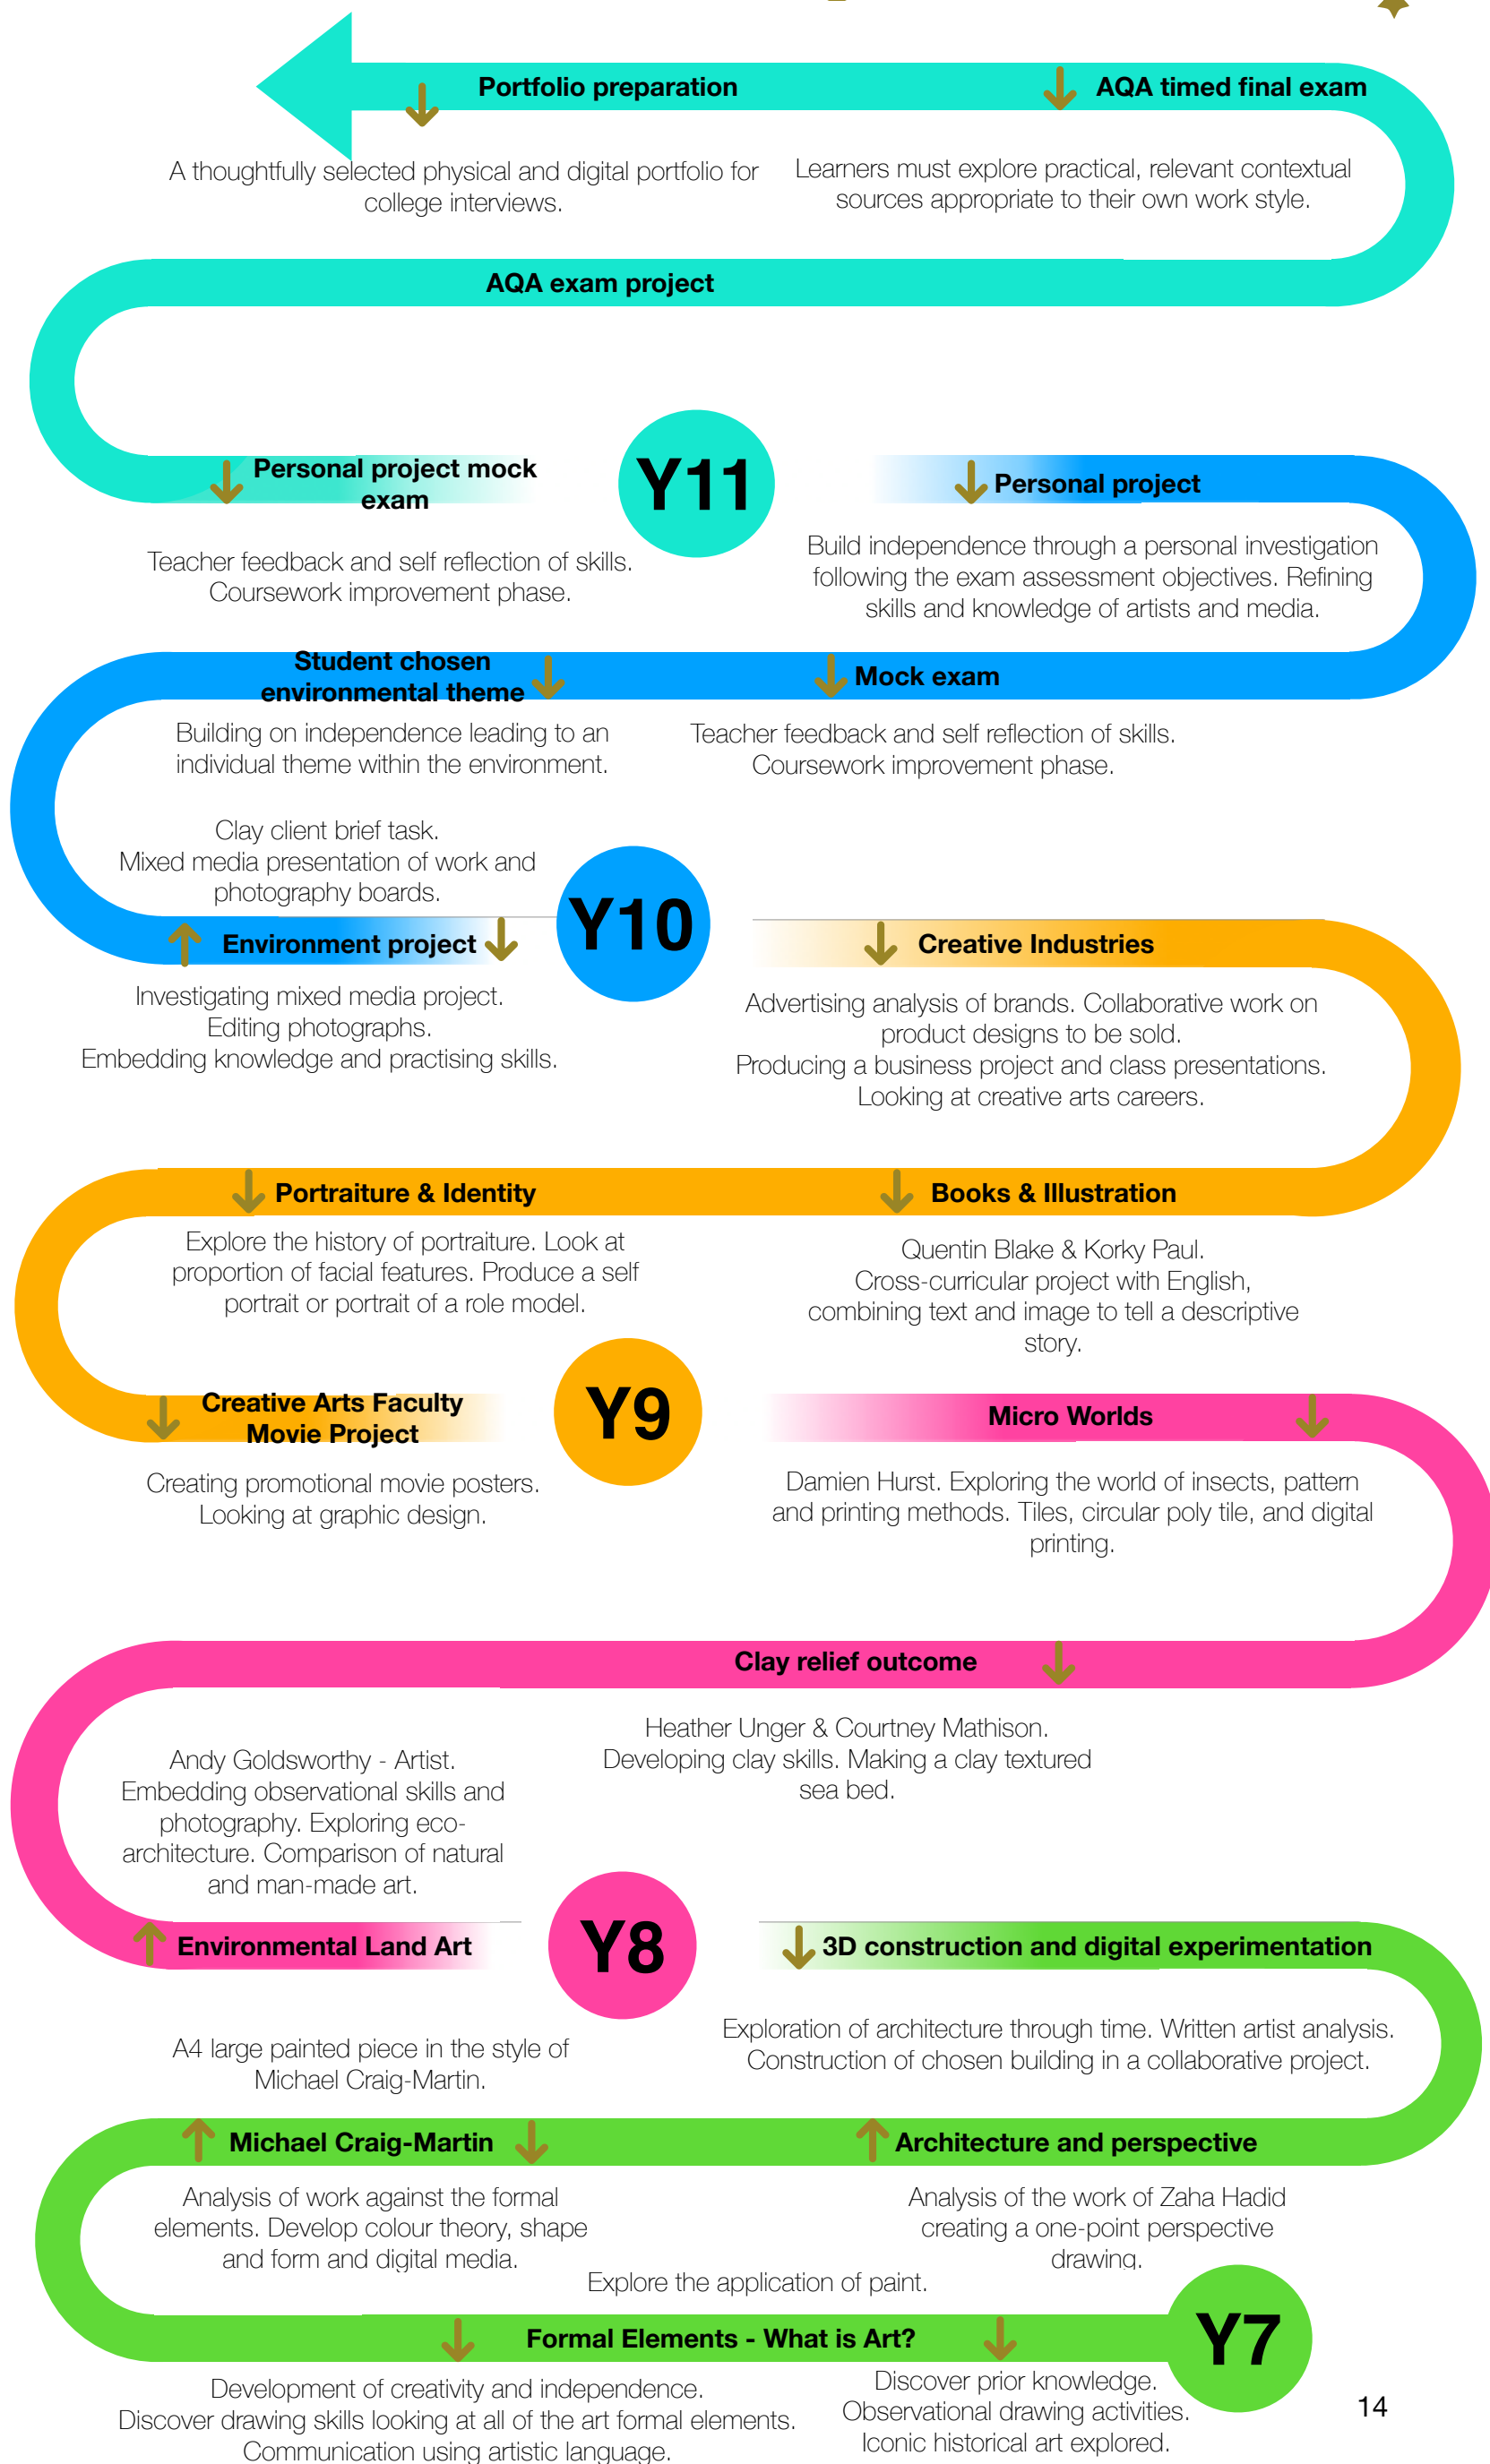 Portfolio preparation
AQA timed final exam
A thoughtfully selected physical and digital portfolio for
college interviews.
Learners must explore practical, relevant contextual
sources appropriate to their own work style.
AQA exam project
Personal project mock
exam
Y11
Personal project
Teacher feedback and self reflection of skills.
Coursework improvement phase.
Build independence through a personal investigation
following the exam assessment objectives. Refining
skills and knowledge of artists and media.
Student chosen
environmental theme
Mock exam
Building on independence leading to an
individual theme within the environment.
Teacher feedback and self reflection of skills.
Coursework improvement phase.
Clay client brief task.
Mixed media presentation of work and
photography boards.
Y10
Environment project
Creative Industries
Investigating mixed media project.
Editing photographs.
Embedding knowledge and practising skills.
Advertising analysis of brands. Collaborative work on
product designs to be sold.
Producing a business project and class presentations.
Looking at creative arts careers.
Portraiture & Identity
Books & Illustration
Explore the history of portraiture. Look at
proportion of facial features. Produce a self
portrait or portrait of a role model.
Quentin Blake & Korky Paul.
Cross-curricular project with English,
combining text and image to tell a descriptive
story.
Creative Arts Faculty
Movie Project
Y9
Micro Worlds
Creating promotional movie posters.
Looking at graphic design.
Damien Hurst. Exploring the world of insects, pattern
and printing methods. Tiles, circular poly tile, and digital
printing.
Clay relief outcome
Heather Unger & Courtney Mathison.
Developing clay skills. Making a clay textured
sea bed.
Andy Goldsworthy - Artist.
Embedding observational skills and
photography. Exploring eco-
architecture. Comparison of natural
and man-made art.
Environmental Land Art
Y8
3D construction and digital experimentation
A4 large painted piece in the style of
Michael Craig-Martin.
Exploration of architecture through time. Written artist analysis.
Construction of chosen building in a collaborative project.
Michael Craig-Martin
Architecture and perspective
Analysis of work against the formal
elements. Develop colour theory, shape
and form and digital media.
Analysis of the work of Zaha Hadid
creating a one-point perspective
drawing.
Explore the application of paint.
Formal Elements - What is Art?
Y7
Development of creativity and independence.
Discover drawing skills looking at all of the art formal elements.
Communication using artistic language.
Discover prior knowledge.
Observational drawing activities.
Iconic historical art explored.
14